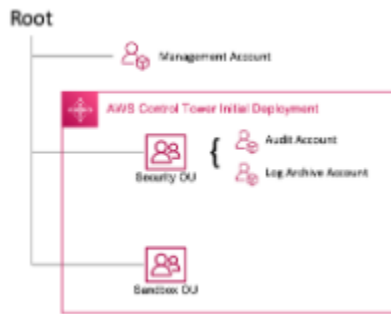 Root
Management Account
AWS Control Tower Initial Deployment
Audit Account
Security OU
Log Archive Account
Sandbox OU